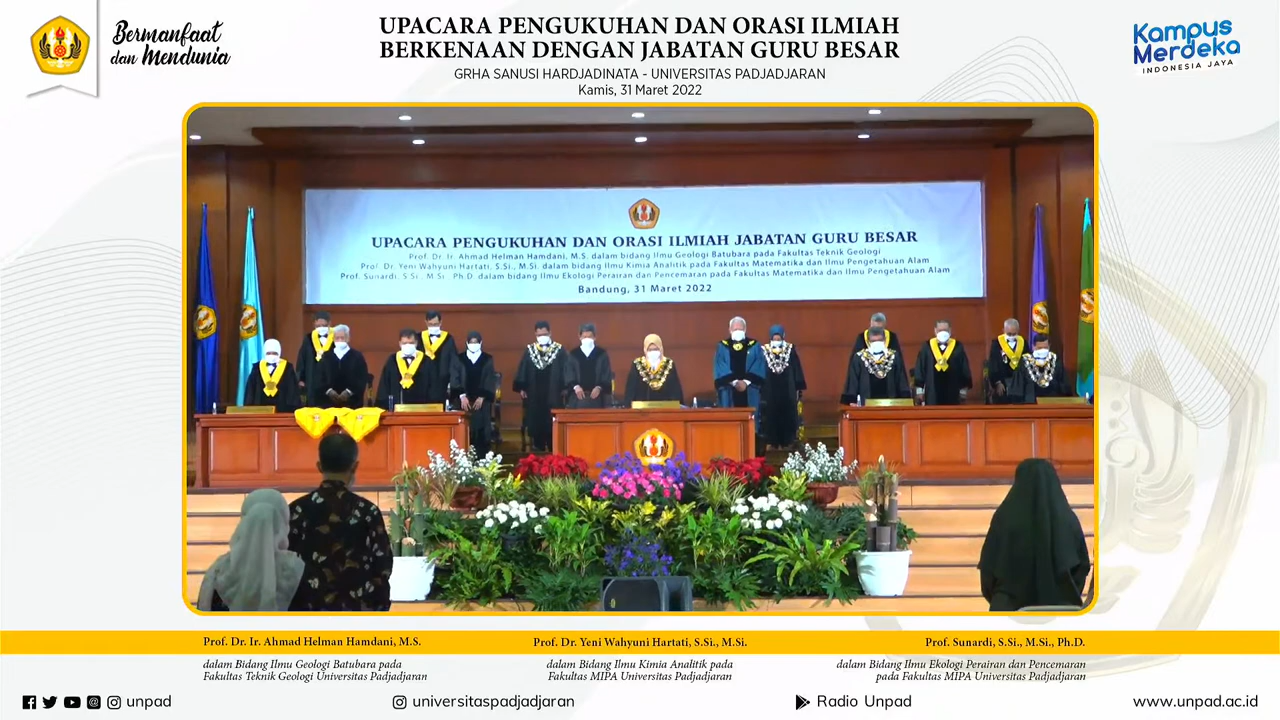 Bermanfaat
dan Mendunia
UPACARA PENGUKUHAN DAN ORASI ILMIAH
BERKENAAN DENGAN JABATAN GURU BESAR
GRHA SANUSI HARDJADINATA - UNIVERSITAS PADJADJARAN
Kamis, 31 Maret 2022
Kampus
Merdeka
INDONESIA JAYA
UPACARA PENGUKUHAN DAN ORASI ILMIAH JABATAN GURU BESAR
Prof. Dr. Ir. Ahmad Helman Hamdani, M.S. dalam bidang Ilmu Geologi Batubara pada Fakultas Teknik Geologi
Prof. Dr. Yeni Wahyuni Hartati, S.Si., M.Si. dalam bidang Ilmu Kimia Analitik pada Fakultas Matematika dan Ilmu Pengetahuan Alam
Prof. Sunardi, S.Si., M.Si., Ph.D. dalam bidang Ilmu Ekologi Perairan dan Pencemaran pada Fakultas Matematika dan Ilmu Pengetahuan Alam
Bandung, 31 Maret 2022
Prof. Dr. Ir. Ahmad Helman Hamdani, M.S.
dalam Bidang Ilmu Geologi Batubara pada
Fakultas Teknik Geologi Universitas Padjadjaran
Prof. Dr. Yeni Wahyuni Hartati, S.Si., M.Si.
dalam Bidang Ilmu Kimia Analitik pada
Fakultas MIPA Universitas Padjadjaran
Prof. Sunardi, S.Si., M.Si., Ph.D.
dalam Bidang Ilmu Ekologi Perairan dan Pencemaran
pada Fakultas MIPA Universitas Padjadjaran
unpad
universitaspadjadjaran
Radio Unpad
www.unpad.ac.id